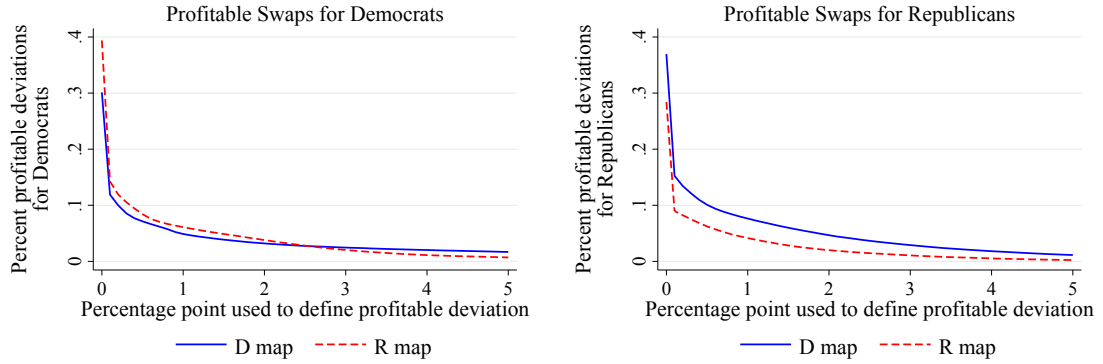 Profitable Swaps for Democrats
Percent profitable deviations
for Democrats
.4
.3
.2
.1
0
0 1 2 3 4 5
Percentage point used to define profitable deviation
D map R map
Profitable Swaps for Republicans
Percent profitable deviations
for Republicans
.4
.3
.2
.1
0
0 1 2 3 4 5
Percentage point used to define profitable deviation
D map R map